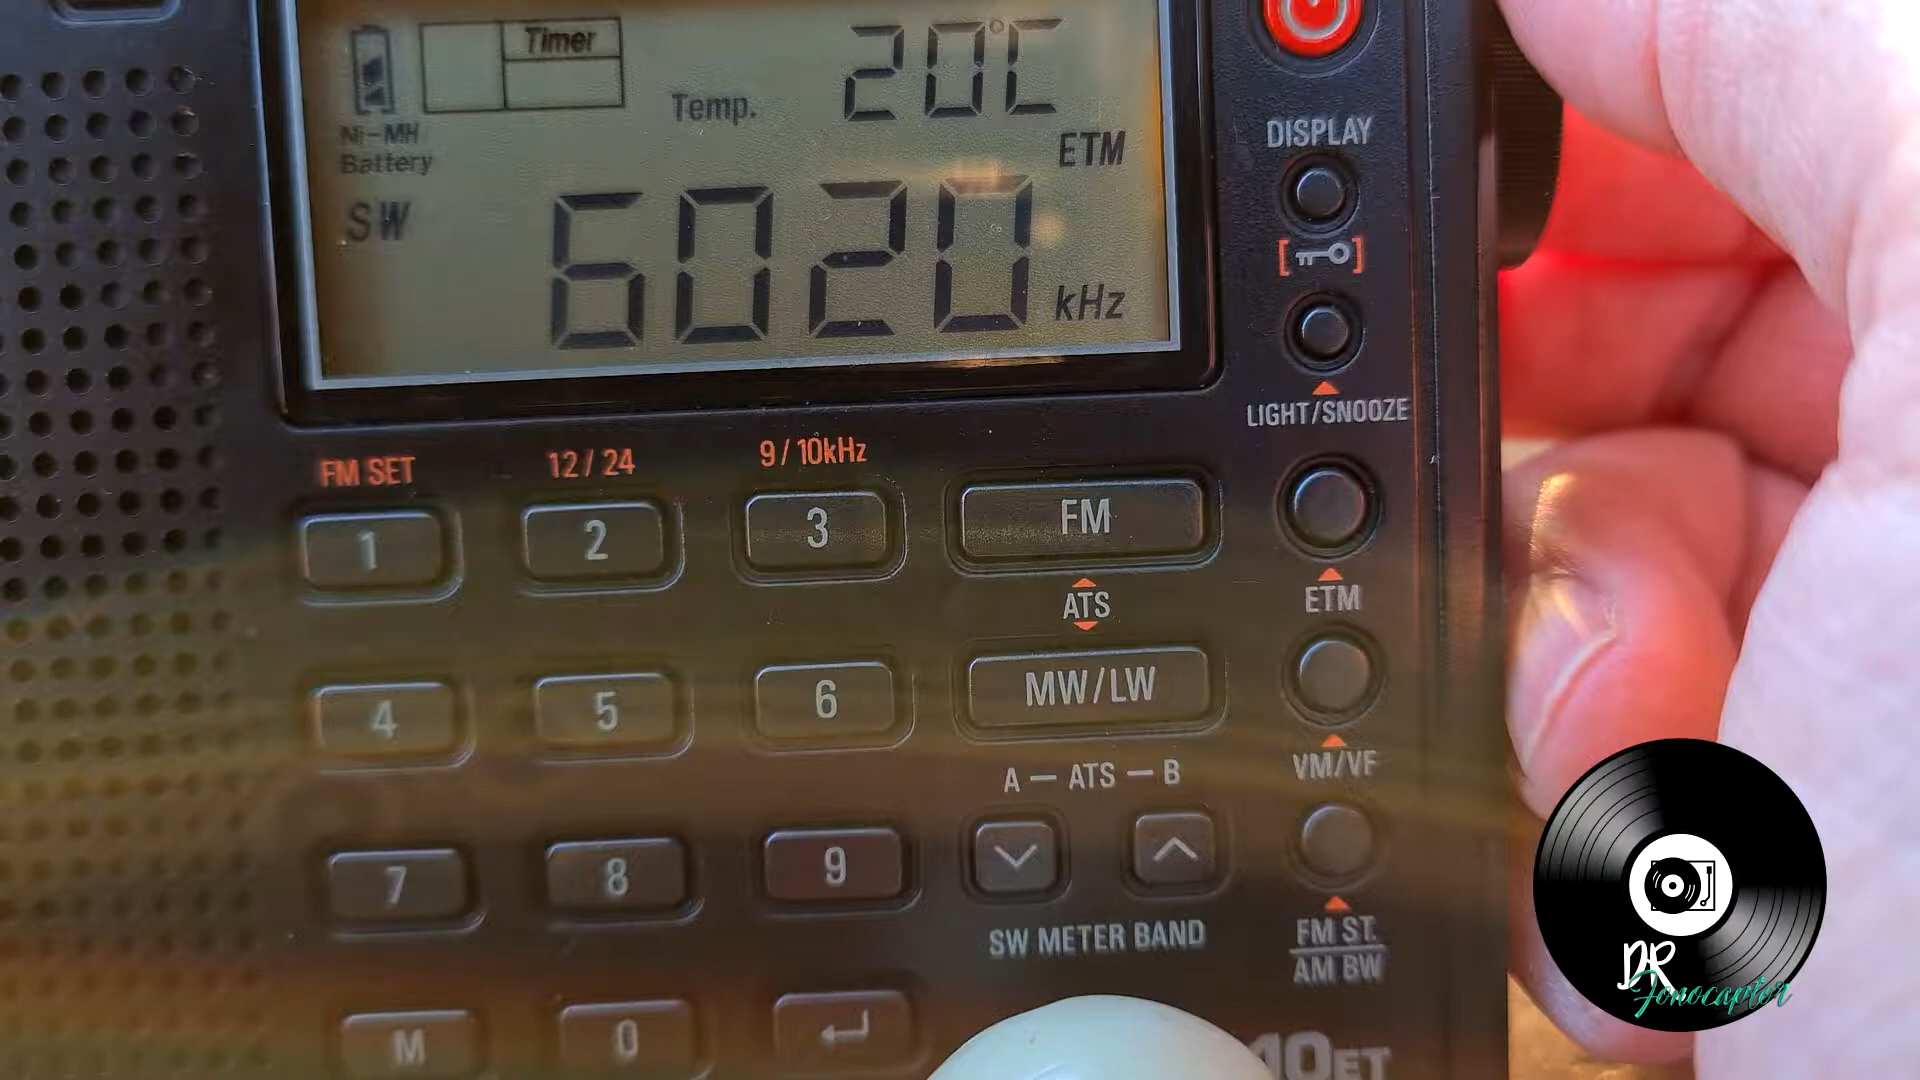 Timer
Temp. 20°C
Ni-MH
Battery
ETM
SW 6020 kHz
DISPLAY
LIGHT/SNOOZE
FM SET 12/24 9/10kHz
1 2 3 FM
ATS
ETM
4 5 6 MW/LW
A — ATS — B
VM/VF
7 8 9
SW METER BAND
FM ST.
AM BW
M 0
10ET
DR
Fonocaptor